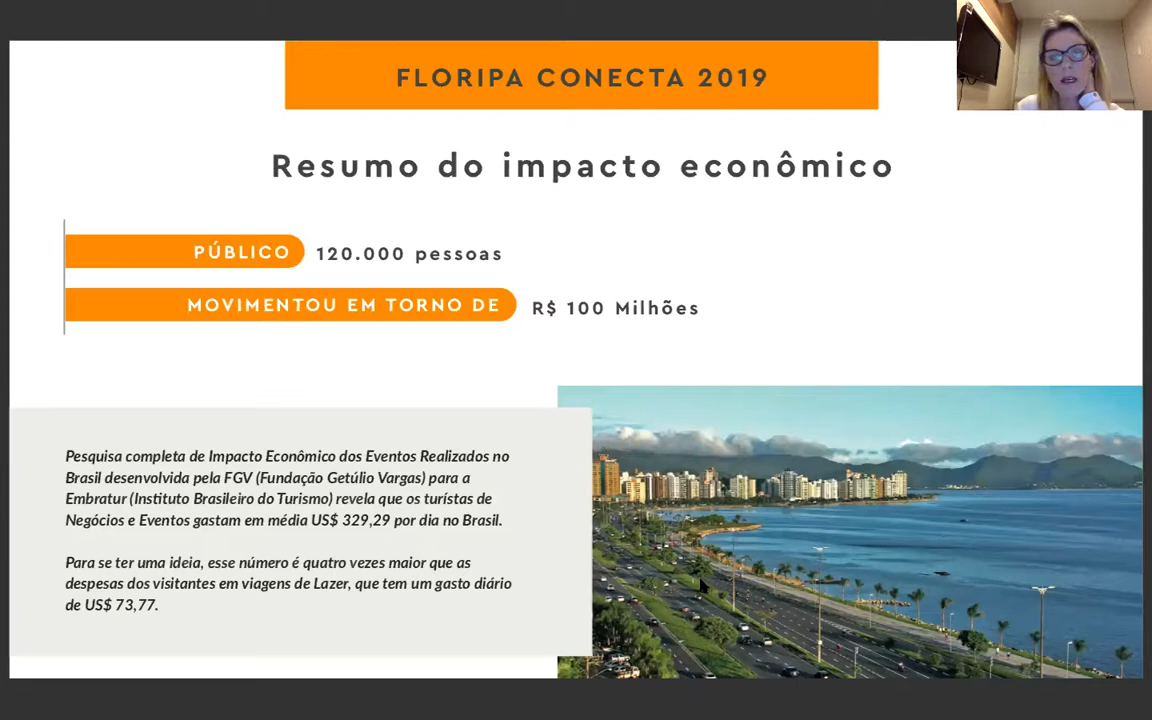 FLORIPA CONECTA 2019
Resumo do impacto econômico
PÚBLICO 120.000 pessoas
MOVIMENTOU EM TORNO DE R$ 100 Milhões
Pesquisa completa de Impacto Econômico dos Eventos Realizados no
Brasil desenvolvida pela FGV (Fundação Getúlio Vargas) para a
Embratur (Instituto Brasileiro do Turismo) revela que os turístas de
Negócios e Eventos gastam em média US$ 329,29 por dia no Brasil.
Para se ter uma ideia, esse número é quatro vezes maior que as
despesas dos visitantes em viagens de Lazer, que tem um gasto diário
de US$ 73,77.